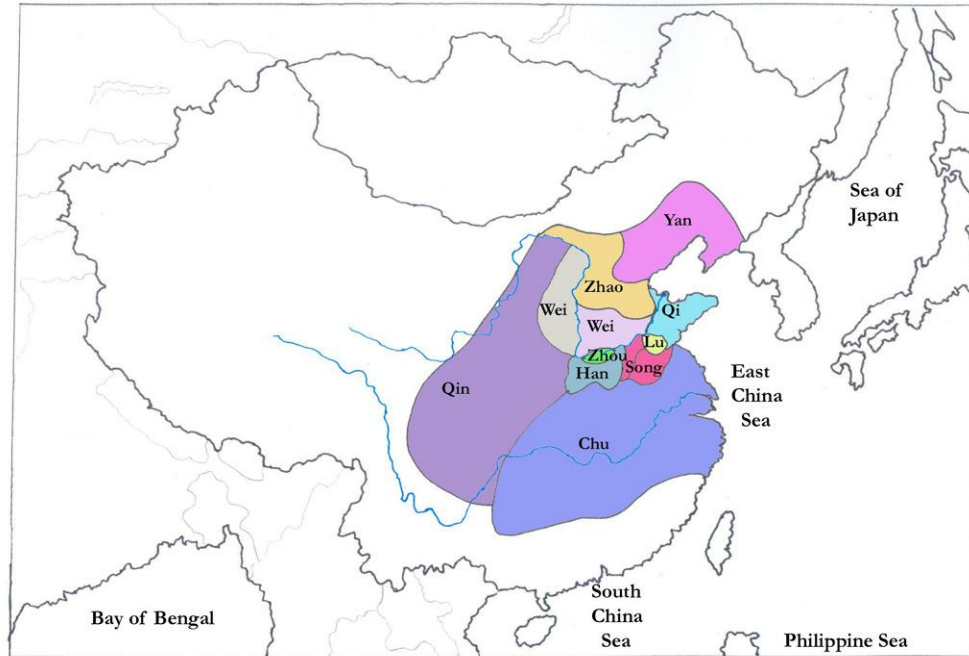 Sea of
Japan
Yan
Zhao
Qi
Wei
Wei
Lu
Zhou
Han
Song
East
China
Sea
Qin
Chu
South
China
Sea
Bay of Bengal
Philippine Sea